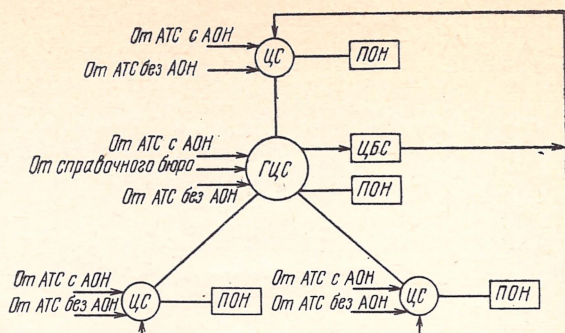 От АТС с АОН
ЦС
ПОН
От АТС без АОН
От АТС с АОН
ЦБС
От справочного бюро
ГЦС
От АТС без АОН
ПОН
От АТС с АОН
От АТС с АОН
От АТС без АОН
ЦС
ПОН
От АТС без АОН
ЦС
ПОН